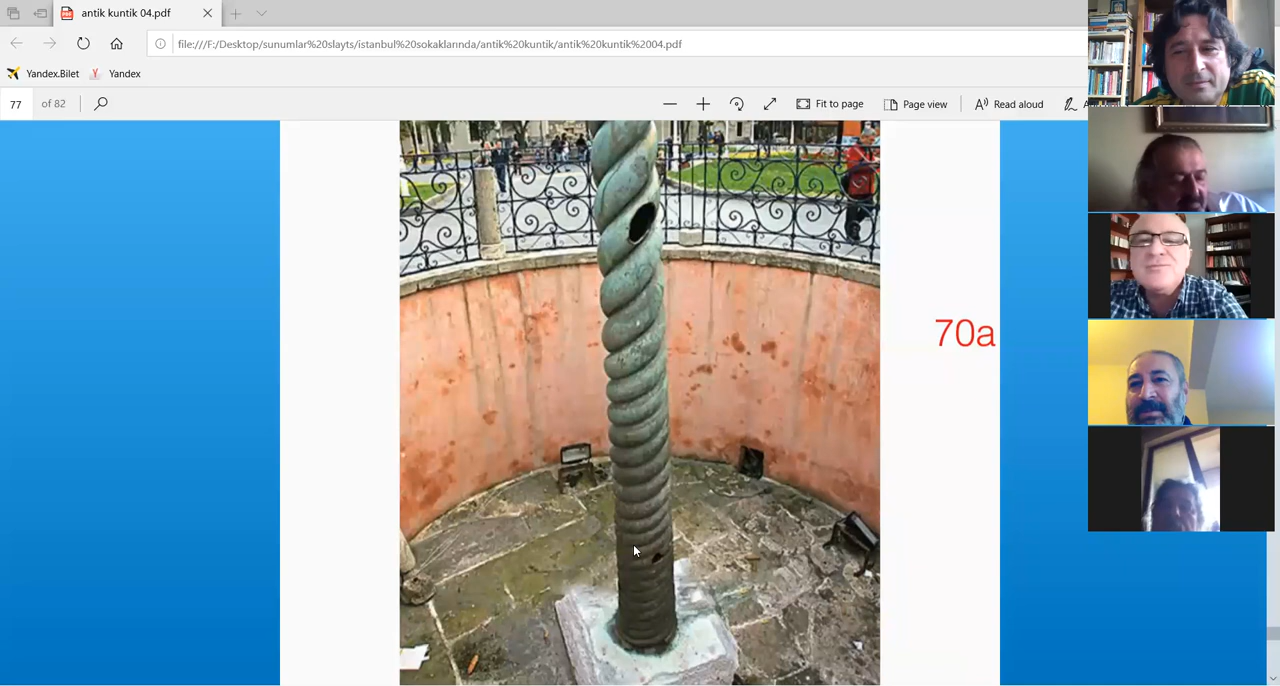 antik kuntik 04.pdf
file:///F:/Desktop/sunumlar%20slayts/istanbul%20sokaklarında/antik%20kuntik/antik%20kuntik%2004.pdf
Yandex.Bilet Yandex
77 of 82 Fit to page Page view Read aloud
70a